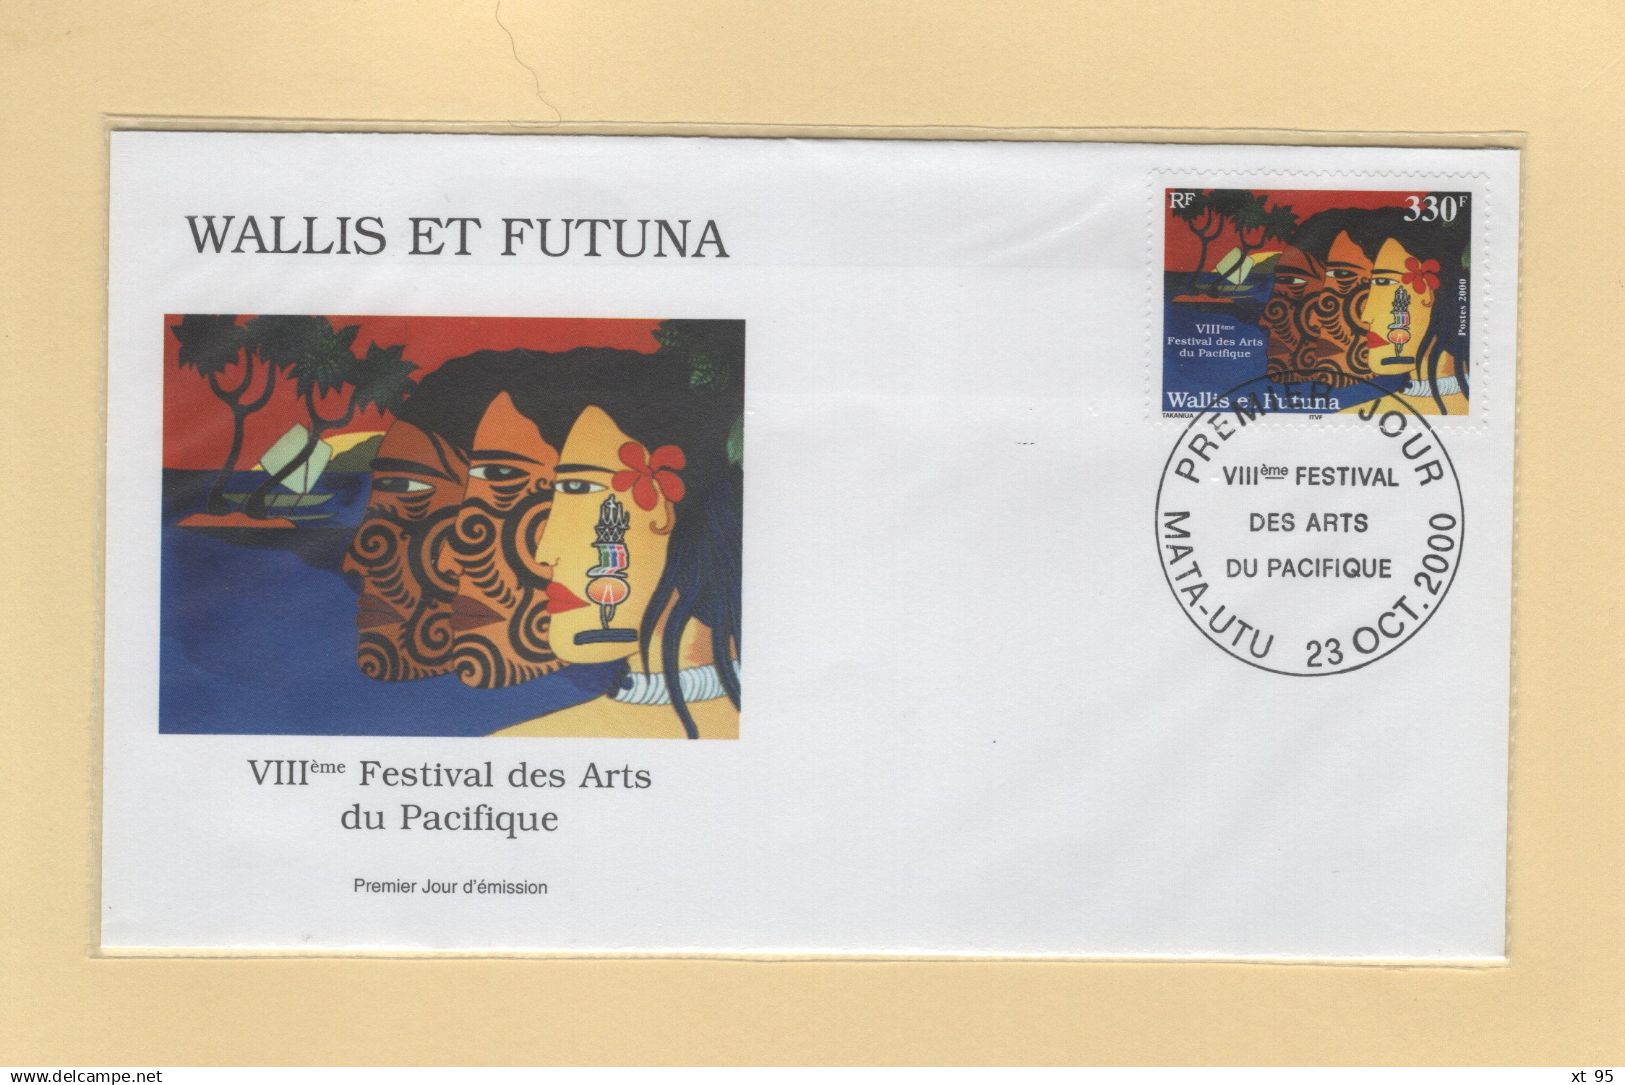 WALLIS ET FUTUNA
VIIIème Festival des Arts
du Pacifique
Premier Jour d'émission
RF
330F
Postes 2000
VIIIème
Festival des Arts
du Pacifique
Wallis et Futuna
TAKANIUA
ITVF
PREMIER JOUR
VIIIème FESTIVAL
DES ARTS
DU PACIFIQUE
MATA-UTU 23 OCT. 2000
delcampe.net
xt 95